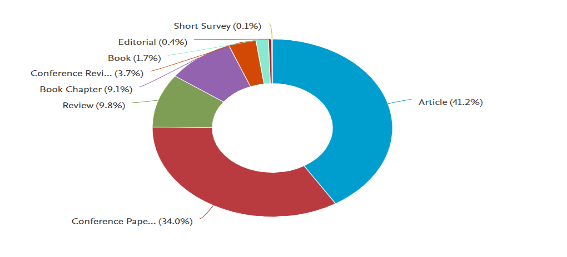 Short Survey (0.1%)
Editorial (0.4%)
Book (1.7%)
Conference Revi... (3.7%)
Book Chapter (9.1%)
Review (9.8%)
Article (41.2%)
Conference Pape... (34.0%)